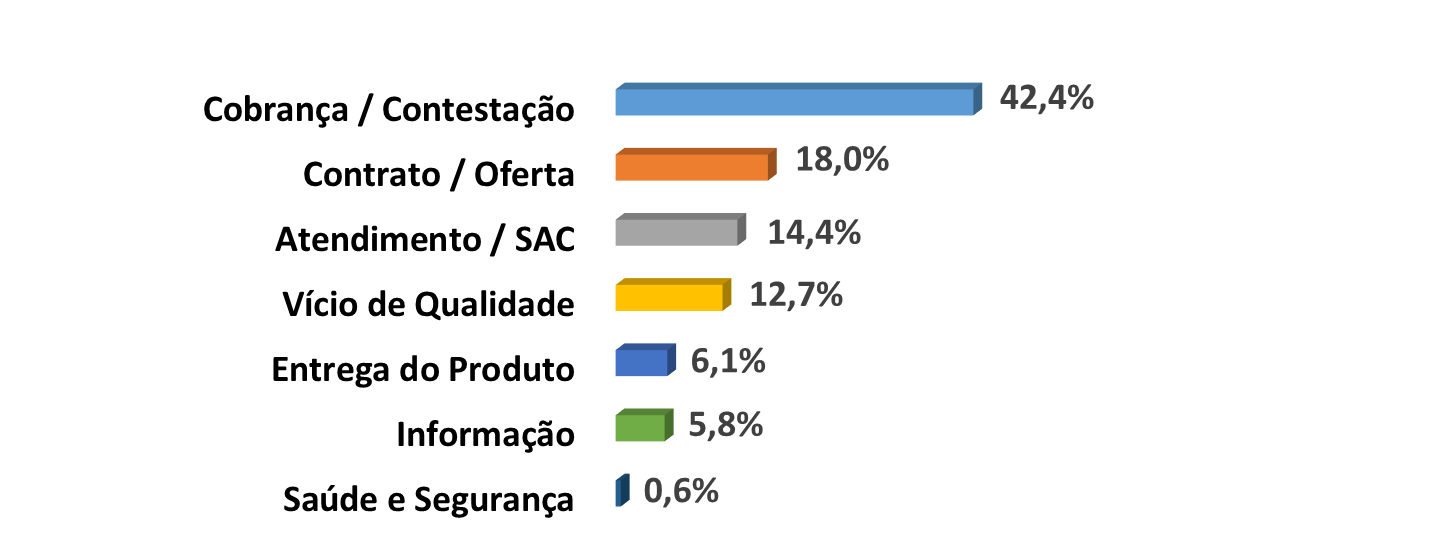 Cobrança / Contestação 42,4%
Contrato / Oferta 18,0%
Atendimento / SAC 14,4%
Vício de Qualidade 12,7%
Entrega do Produto 6,1%
Informação 5,8%
Saúde e Segurança 0,6%